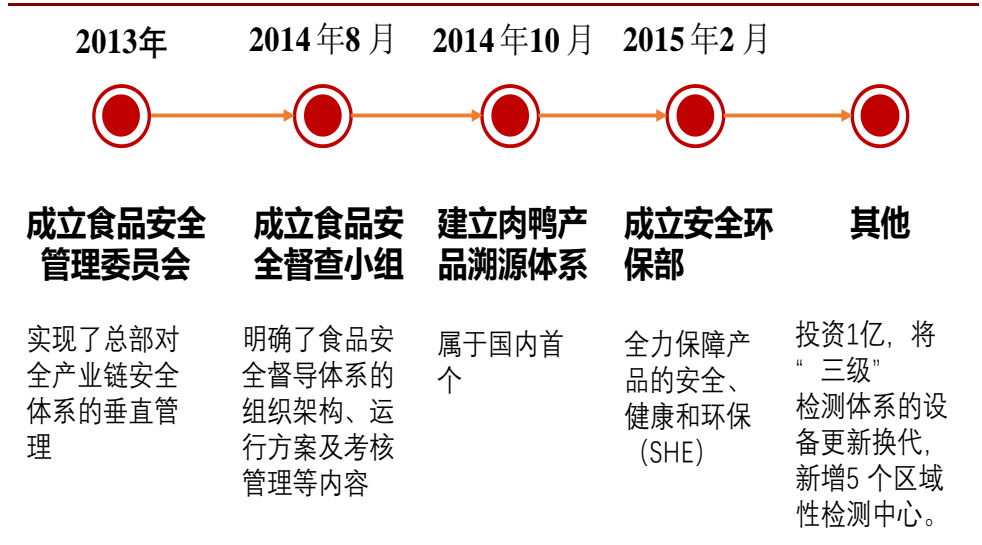 2013年
2014年8月
2014年10月
2015年2月
成立食品安全
管理委员会
实现了总部对
全产业链安全
体系的垂直管
理
成立食品安
全督查小组
明确了食品安
全督导体系的
组织架构、运
行方案及考核
管理等内容
建立肉鸭产
品溯源体系
属于国内首
个
成立安全环
保部
全力保障产
品的安全、
健康和环保
（SHE）
其他
投资1亿，将
“三级”
检测体系的设
备更新换代，
新增5个区域
性检测中心。